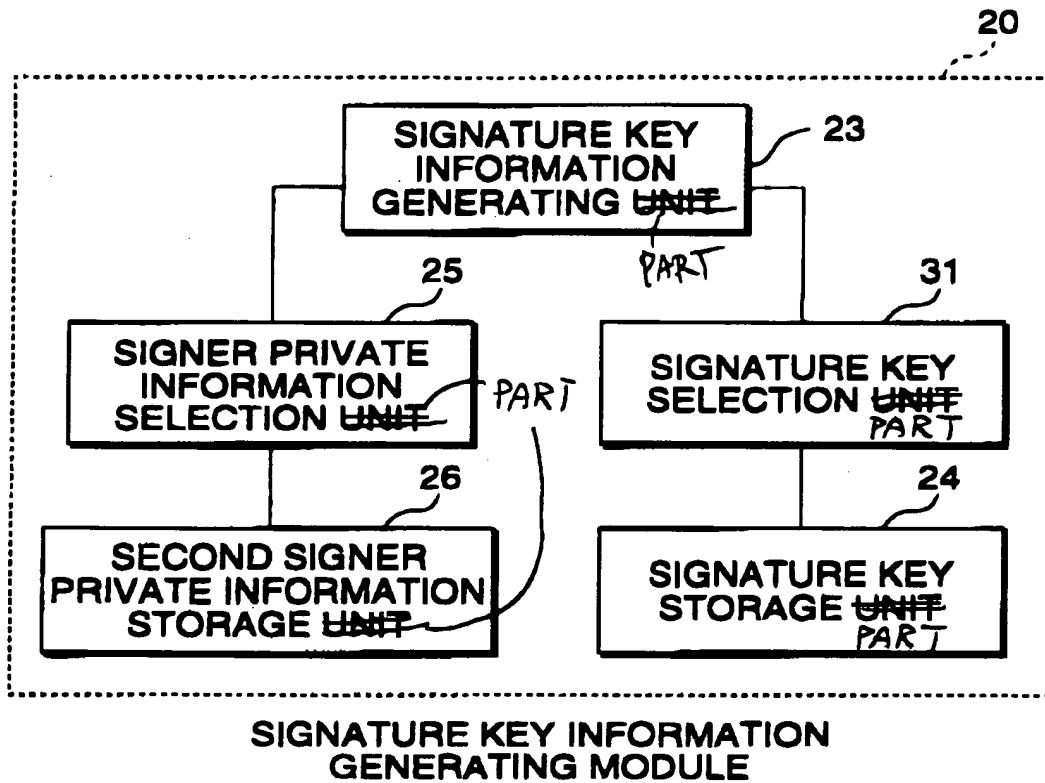 20
SIGNATURE KEY
INFORMATION
GENERATING UNIT
23
PART
25
31
SIGNER PRIVATE
INFORMATION
SELECTION UNIT
PART
SIGNATURE KEY
SELECTION UNIT
PART
26
24
SECOND SIGNER
PRIVATE INFORMATION
STORAGE UNIT
SIGNATURE KEY
STORAGE UNIT
PART
SIGNATURE KEY INFORMATION
GENERATING MODULE